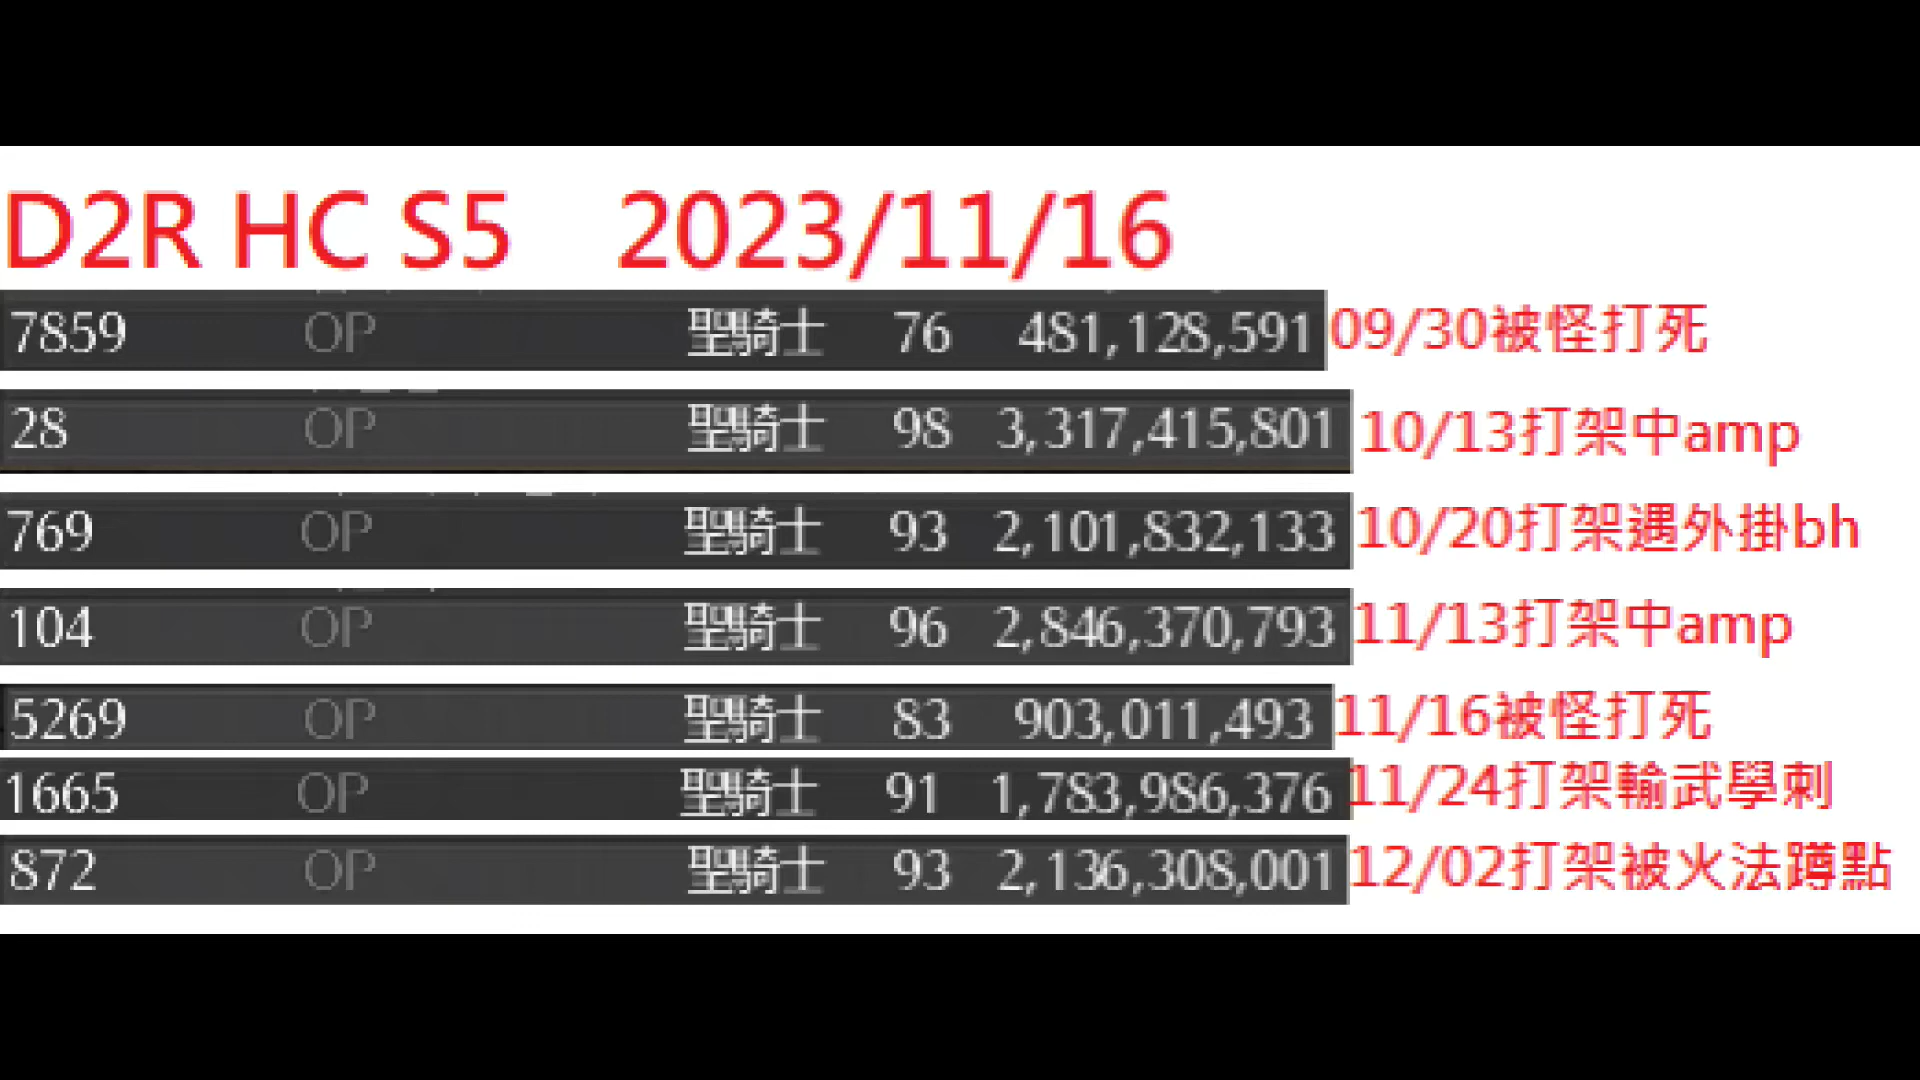 D2R HC S5 2023/11/16
7859 OP 聖騎士 76 481,128,591 09/30被怪打死
28 OP 聖騎士 98 3,317,415,801 10/13打架中amp
769 OP 聖騎士 93 2,101,832,133 10/20打架遇外掛bh
104 OP 聖騎士 96 2,846,370,793 11/13打架中amp
5269 OP 聖騎士 83 903,011,493 11/16被怪打死
1665 OP 聖騎士 91 1,783,986,376 11/24打架輸武學刺
872 OP 聖騎士 93 2,136,308,001 12/02打架被火法蹲點